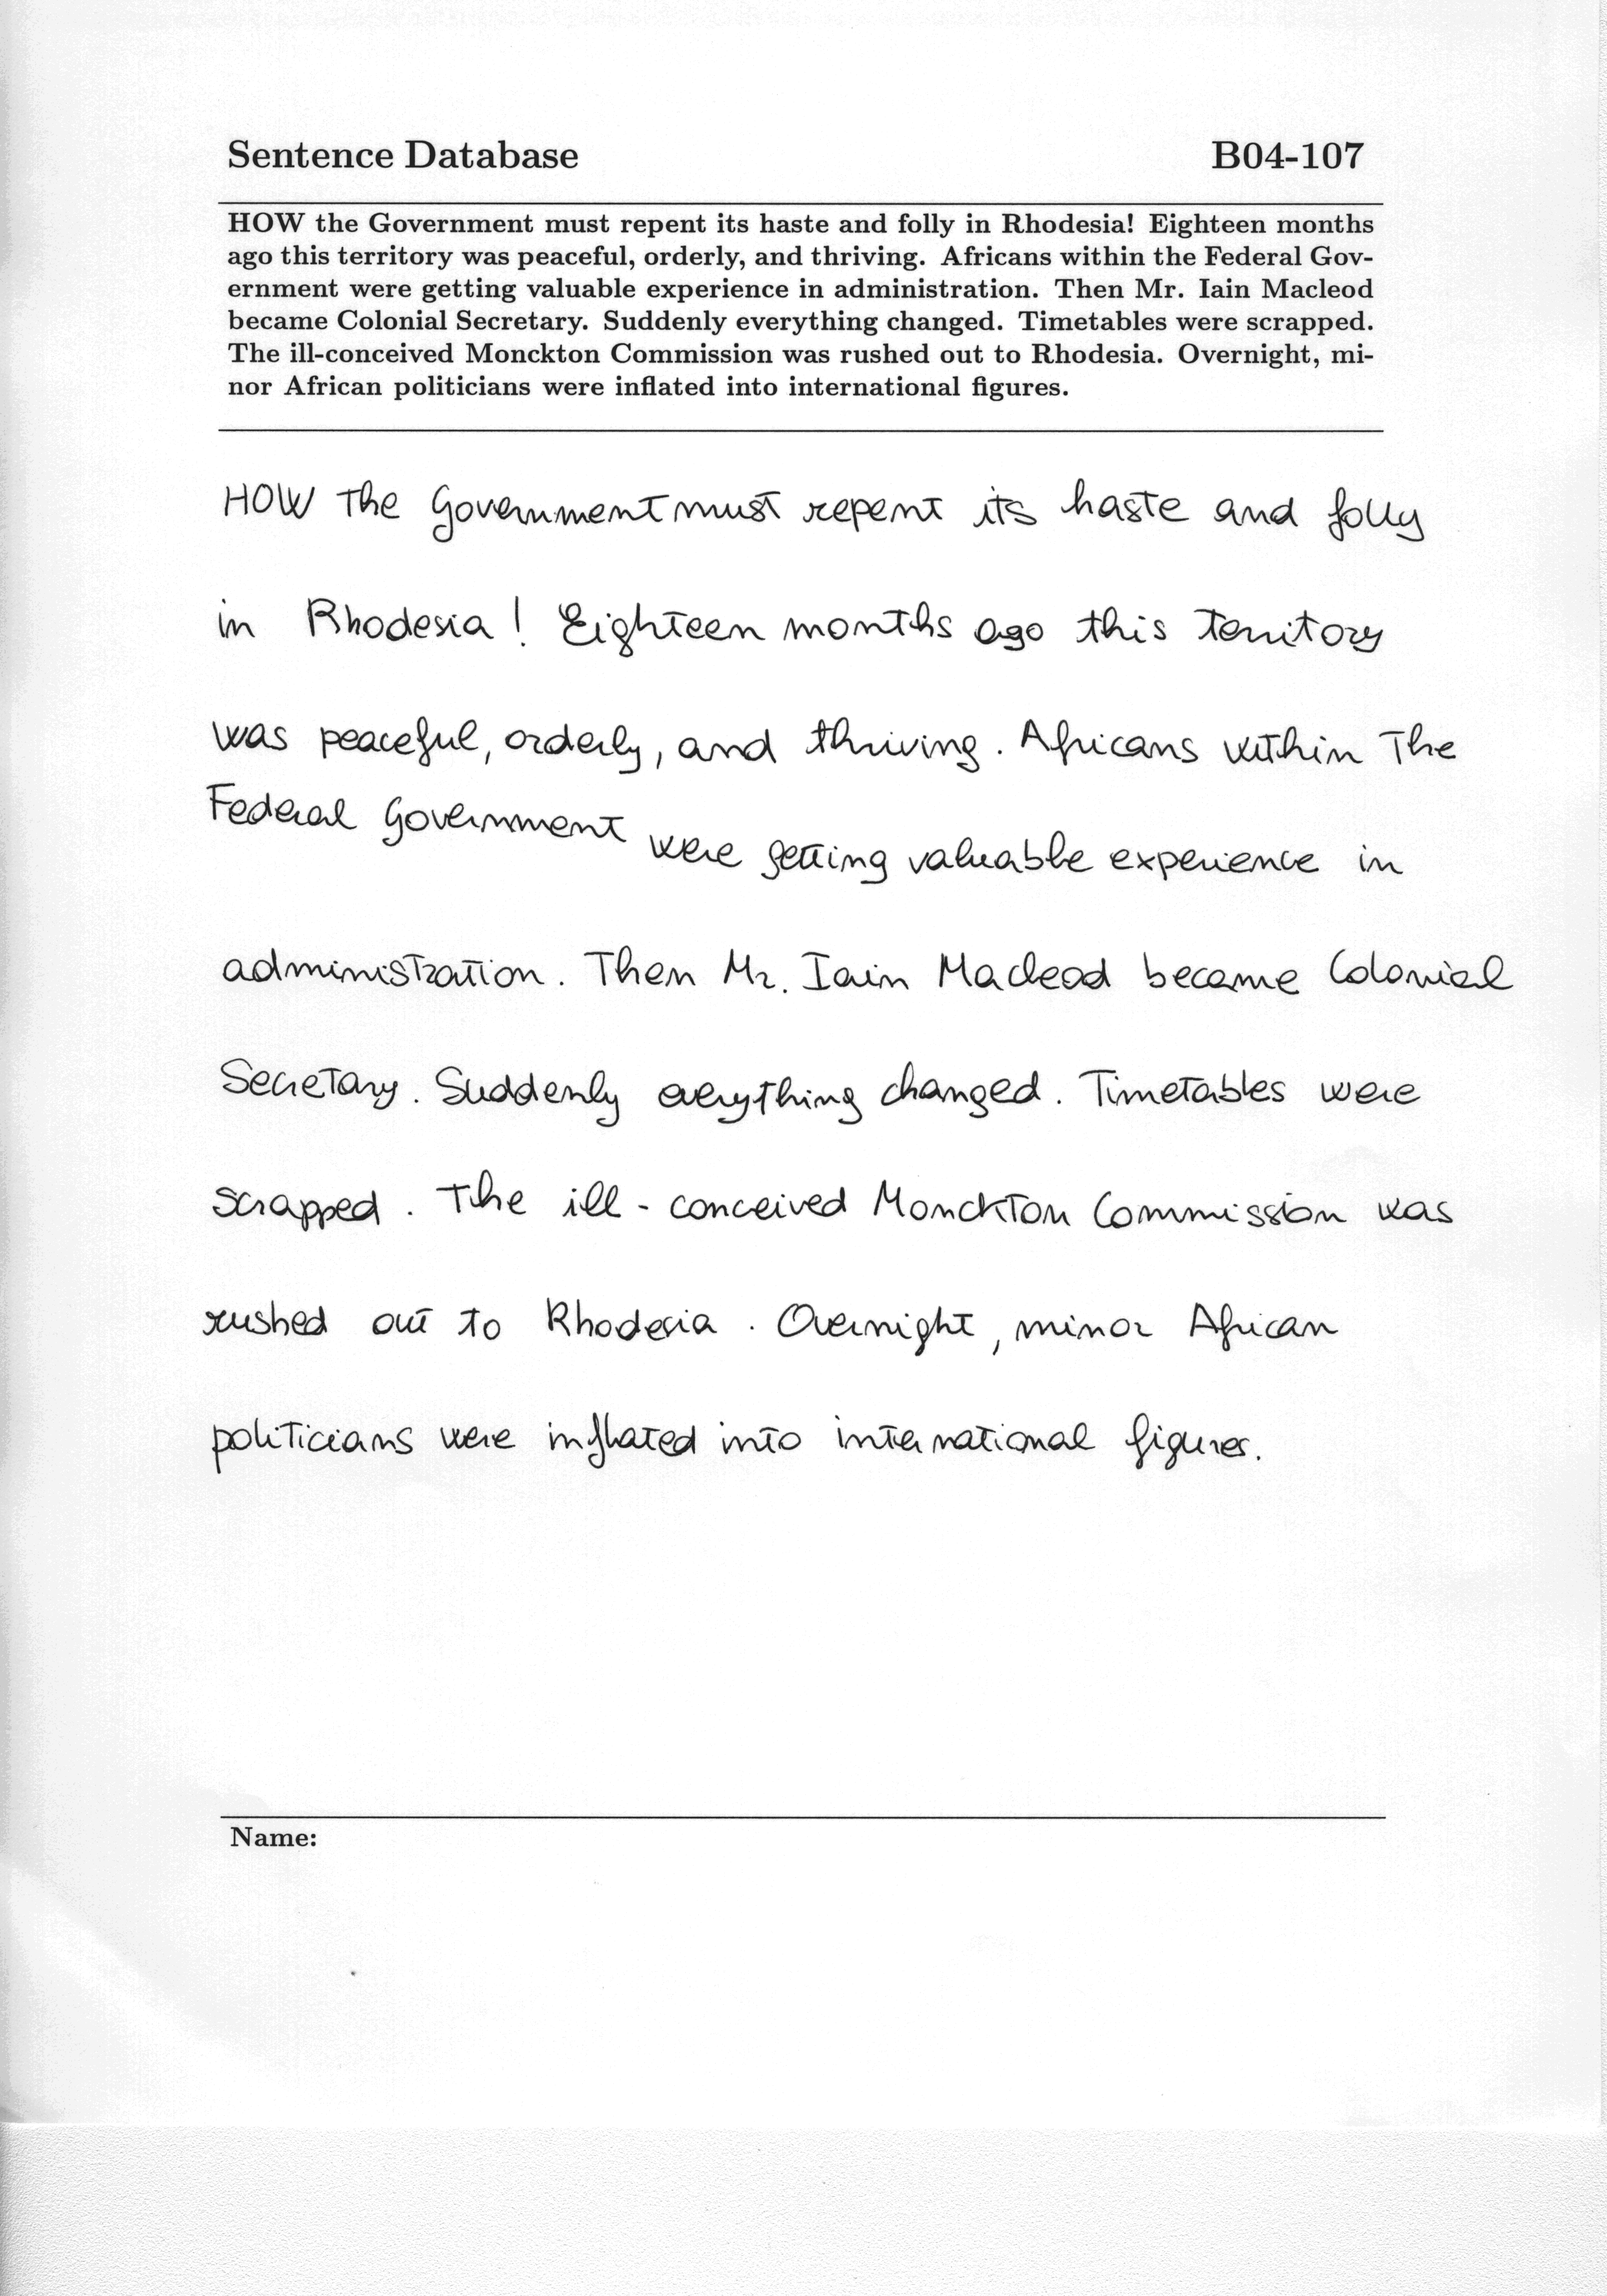 Sentence Database B04-107
HOW the Government must repent its haste and folly in Rhodesia! Eighteen months
ago this territory was peaceful, orderly, and thriving. Africans within the Federal Gov-
ernment were getting valuable experience in administration. Then Mr. Iain Macleod
became Colonial Secretary. Suddenly everything changed. Timetables were scrapped.
The ill-conceived Monckton Commission was rushed out to Rhodesia. Overnight, mi-
nor African politicians were inflated into international figures.
HOW the Government must repent its haste and folly
in Rhodesia! Eighteen months ago this territory
was peaceful, orderly, and thriving. Africans within the
Federal Government were getting valuable experience in
administration. Then Mr. Iain Macleod became Colonial
Secretary. Suddenly everything changed. Timetables were
scrapped. The ill-conceived Monckton Commission was
rushed out to Rhodesia. Overnight, minor African
politicians were inflated into international figures.
Name: